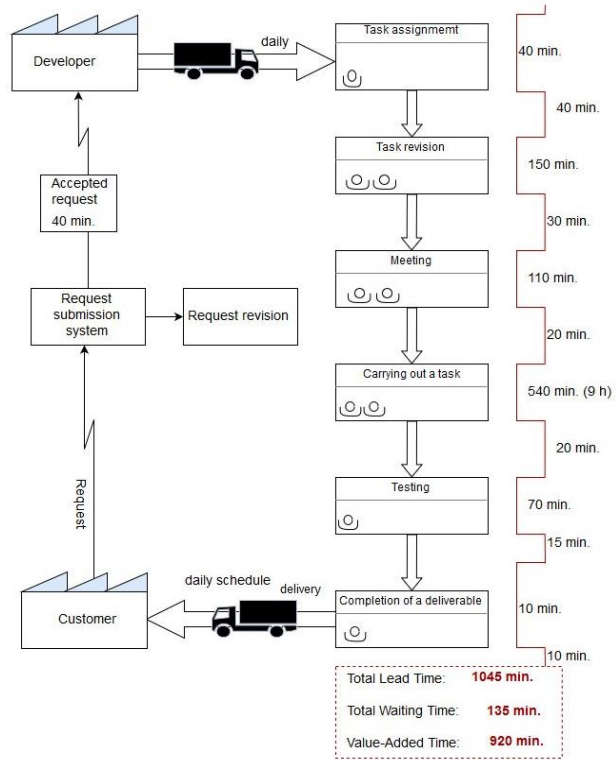 Developer
daily
Task assignmemt
40 min.
40 min.
Task revision
150 min.
Accepted
request
40 min.
30 min.
Meeting
110 min.
Request
submission
system
Request revision
20 min.
Carrying out a task
540 min. (9 h)
20 min.
Request
Testing
70 min.
15 min.
daily schedule
delivery
Customer
Completion of a deliverable
10 min.
10 min.
Total Lead Time: 1045 min.
Total Waiting Time: 135 min.
Value-Added Time: 920 min.